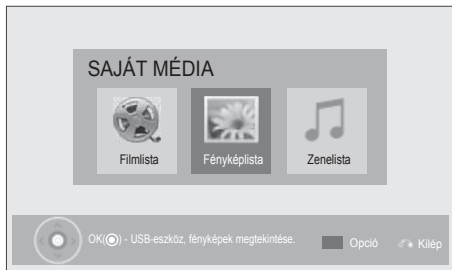 SAJÁT MÉDIA
Filmlista Fényképlista Zenelista
OK(◉) - USB-eszköz, fényképek megtekintése. Opció Kilép